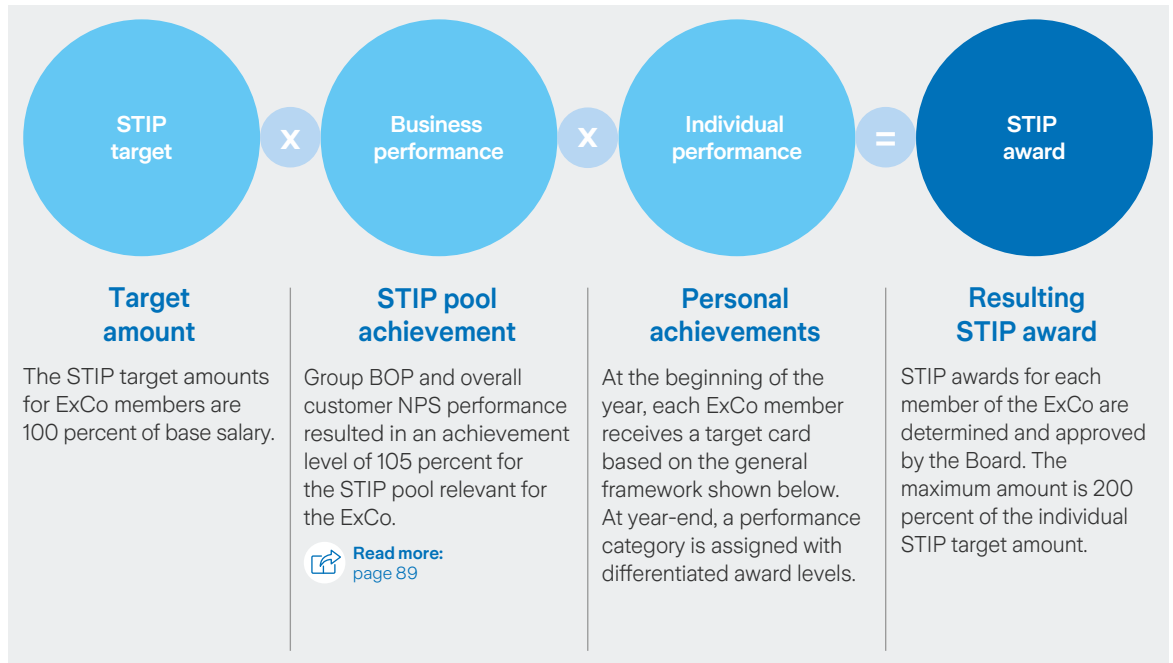 STIP
target
x
Business
performance
x
Individual
performance
=
STIP
award
Target
amount
The STIP target amounts
for ExCo members are
100 percent of base salary.
STIP pool
achievement
Group BOP and overall
customer NPS performance
resulted in an achievement
level of 105 percent for
the STIP pool relevant for
the ExCo.
Read more:
page 89
Personal
achievements
At the beginning of the
year, each ExCo member
receives a target card
based on the general
framework shown below.
At year-end, a performance
category is assigned with
differentiated award levels.
Resulting
STIP award
STIP awards for each
member of the ExCo are
determined and approved
by the Board. The
maximum amount is 200
percent of the individual
STIP target amount.